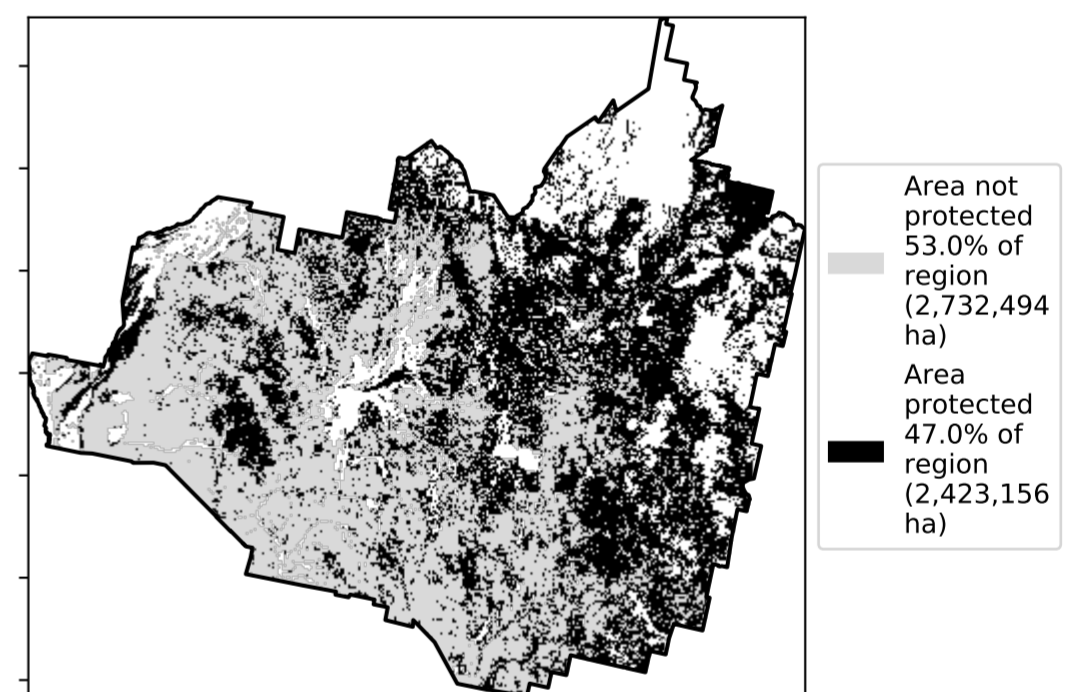 Area not
protected
53.0% of
region
(2,732,494
ha)
Area
protected
47.0% of
region
(2,423,156
ha)